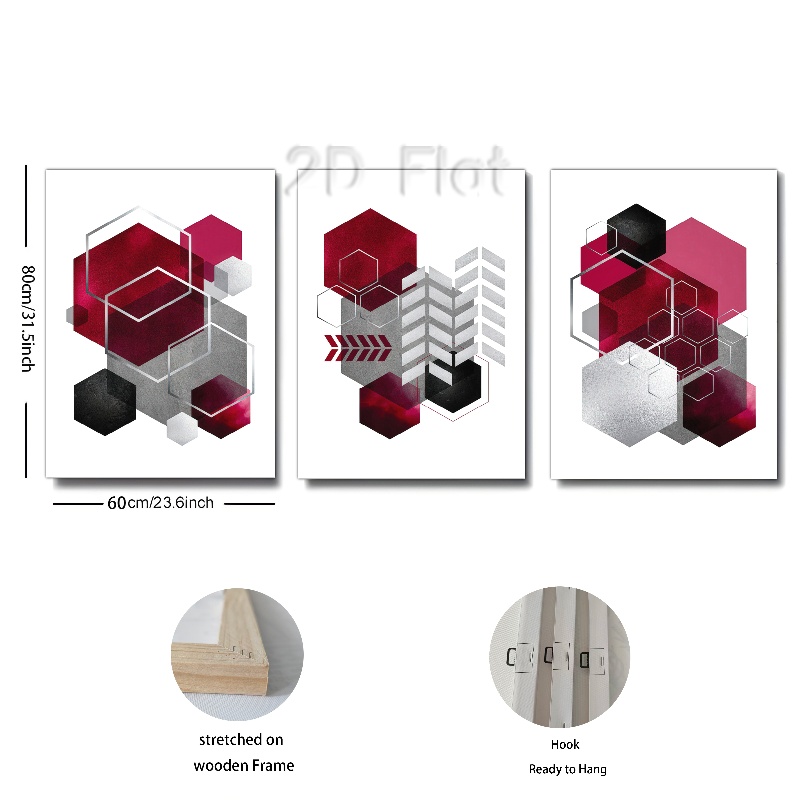 2D Flat
80cm/31.5inch
60cm/23.6inch
stretched on
wooden Frame
Hook
Ready to Hang